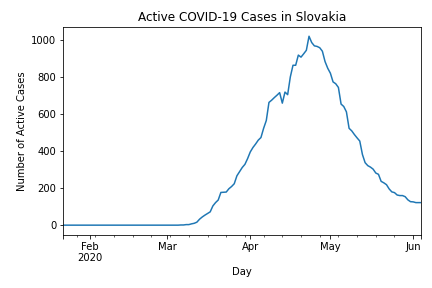 Active COVID-19 Cases in Slovakia
Number of Active Cases
1000
800
600
400
200
0
Feb
2020
Mar
Apr
May
Jun
Day